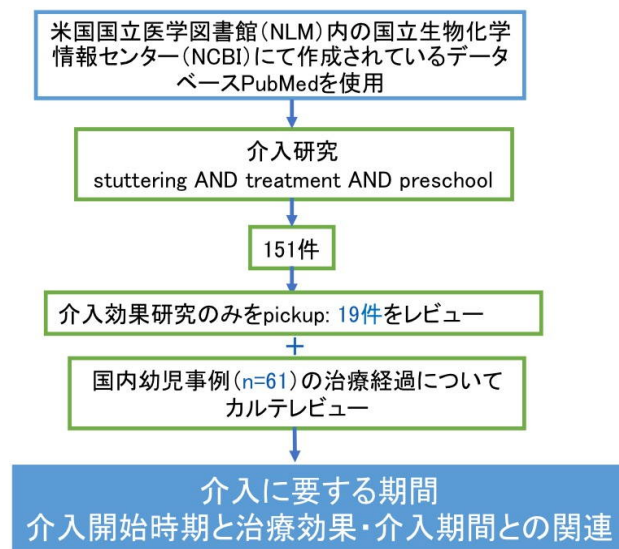 米国国立医学図書館(NLM)内の国立生物化学
情報センター(NCBI)にて作成されているデータ
ベースPubMedを使用
介入研究
stuttering AND treatment AND preschool
151件
介入効果研究のみをpickup: 19件をレビュー
+
国内幼児事例(n=61)の治療経過について
カルテレビュー
介入に要する期間
介入開始時期と治療効果・介入期間との関連